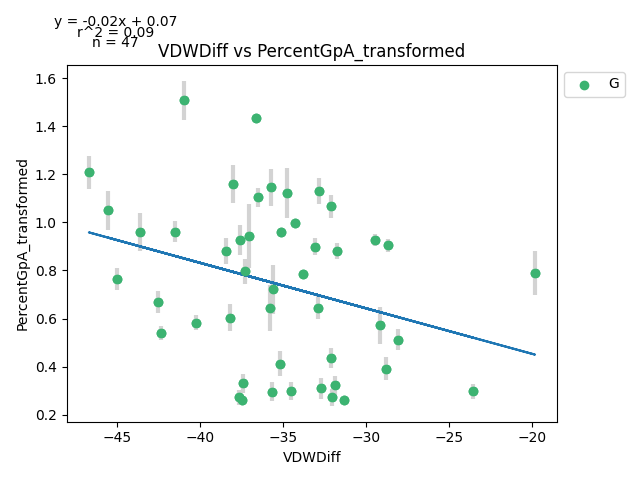 y = -0.02x + 0.07
r^2 = 0.09
n = 47
VDWDiff vs PercentGpA_transformed
G
PercentGpA_transformed
1.6
1.4
1.2
1.0
0.8
0.6
0.4
0.2
−45 −40 −35 −30 −25 −20
VDWDiff